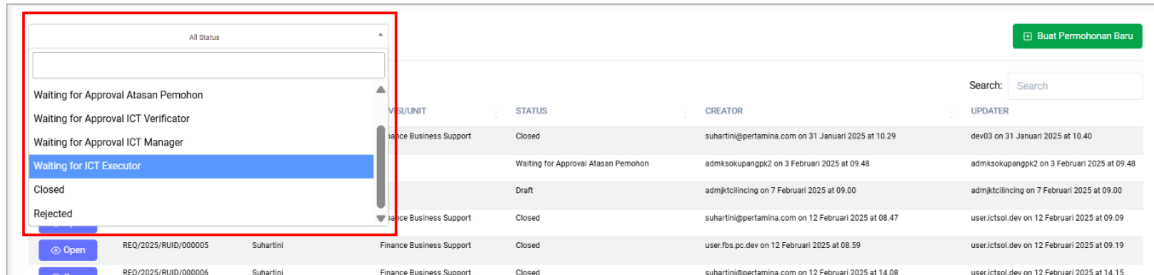 All Status
Buat Permohonan Baru
Search: Search
Waiting for Approval Atasan Pemohon
Waiting for Approval ICT Verificator
Waiting for Approval ICT Manager
Waiting for ICT Executor
Closed
Rejected
VISI/UNIT STATUS CREATOR UPDATER
nance Business Support Closed suhartini@pertamina.com on 31 Januari 2025 at 10.29 dev03 on 31 Januari 2025 at 10.40
Waiting for Approval Atasan Pemohon admksokupangpk2 on 3 Februari 2025 at 09.48 admksokupangpk2 on 3 Februari 2025 at 09.48
Draft admjktcilincing on 7 Februari 2025 at 09.00 admjktcilincing on 7 Februari 2025 at 09.00
nance Business Support Closed suhartini@pertamina.com on 12 Februari 2025 at 08.47 user.ictsol.dev on 12 Februari 2025 at 09.09
Open REQ/2025/RUID/000005 Suhartini Finance Business Support Closed user.fbs.pc.dev on 12 Februari 2025 at 08.59 user.ictsol.dev on 12 Februari 2025 at 09.19
REQ/2025/RUID/000006 Suhartini Finance Business Support Closed suhartini@pertamina.com on 12 Februari 2025 at 14.08 user.ictsol.dev on 12 Februari 2025 at 14.15